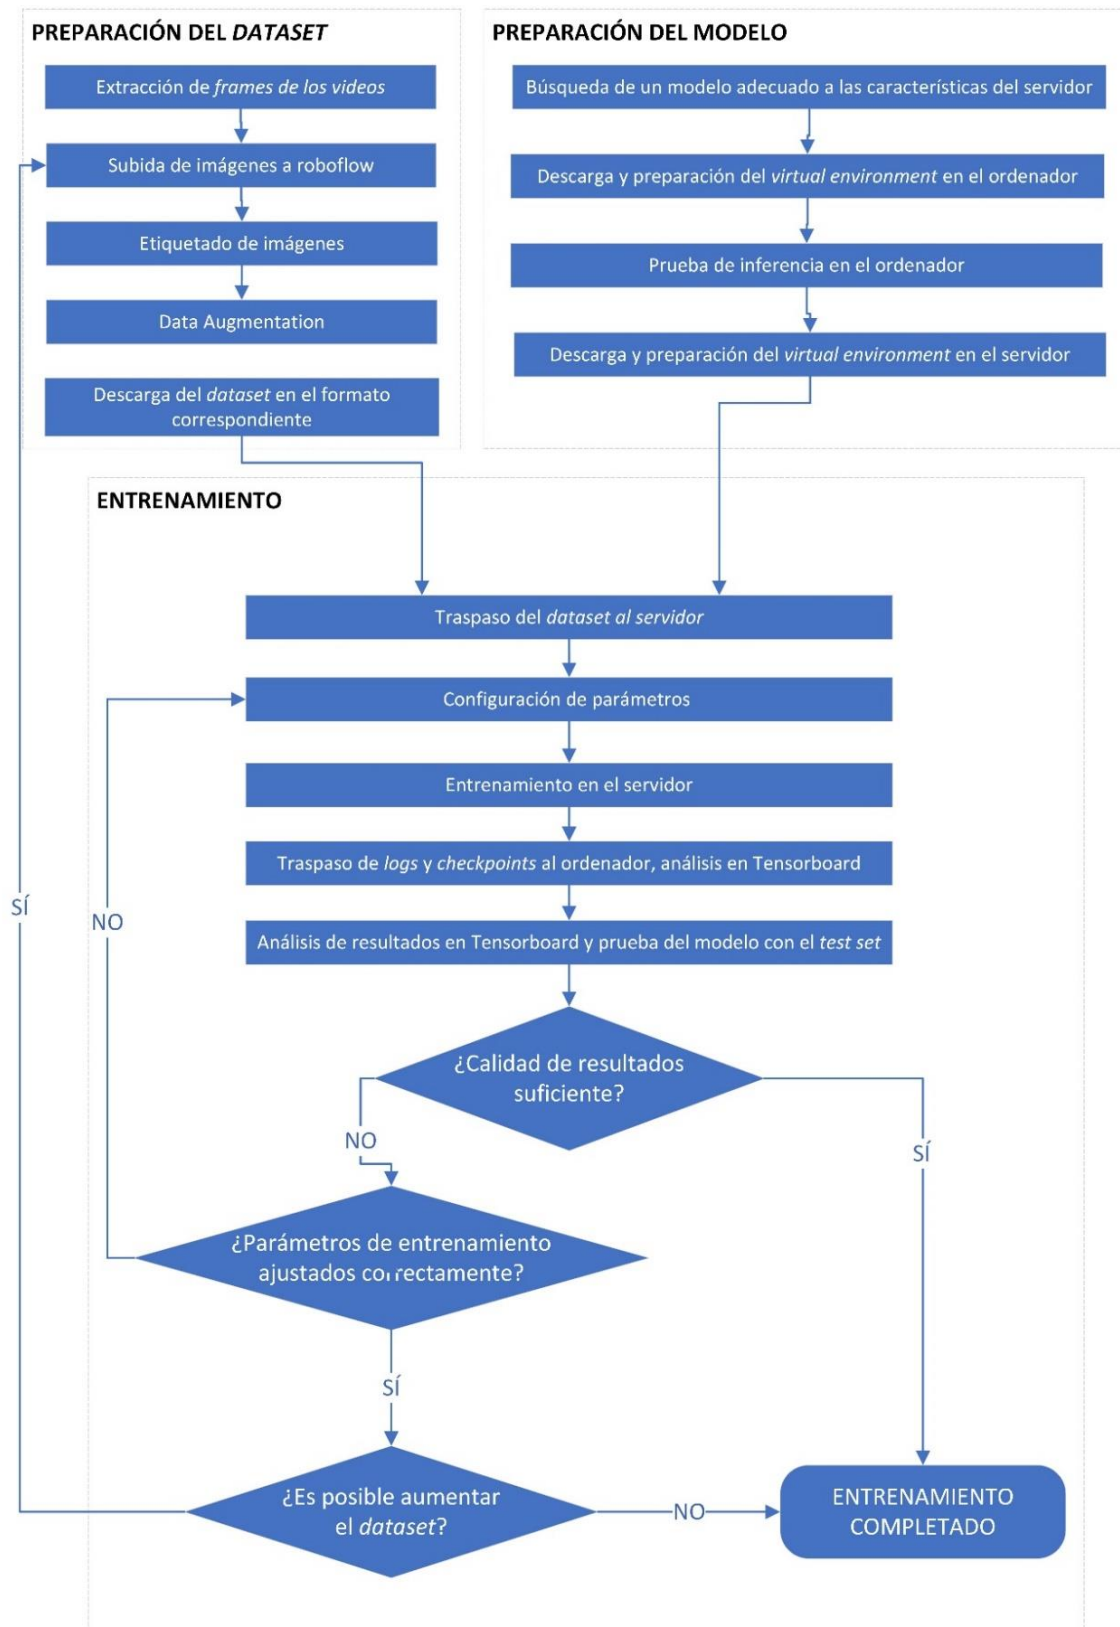 PREPARACIÓN DEL DATASET
Extracción de frames de los videos
Subida de imágenes a roboflow
Etiquetado de imágenes
Data Augmentation
Descarga del dataset en el formato
correspondiente
PREPARACIÓN DEL MODELO
Búsqueda de un modelo adecuado a las características del servidor
Descarga y preparación del virtual environment en el ordenador
Prueba de inferencia en el ordenador
Descarga y preparación del virtual environment en el servidor
ENTRENAMIENTO
Traspaso del dataset al servidor
Configuración de parámetros
Entrenamiento en el servidor
Traspaso de logs y checkpoints al ordenador, análisis en Tensorboard
Análisis de resultados en Tensorboard y prueba del modelo con el test set
¿Calidad de resultados
suficiente?
NO
SÍ
¿Parámetros de entrenamiento
ajustados correctamente?
NO
SÍ
¿Es posible aumentar
el dataset?
SÍ
NO
ENTRENAMIENTO
COMPLETADO